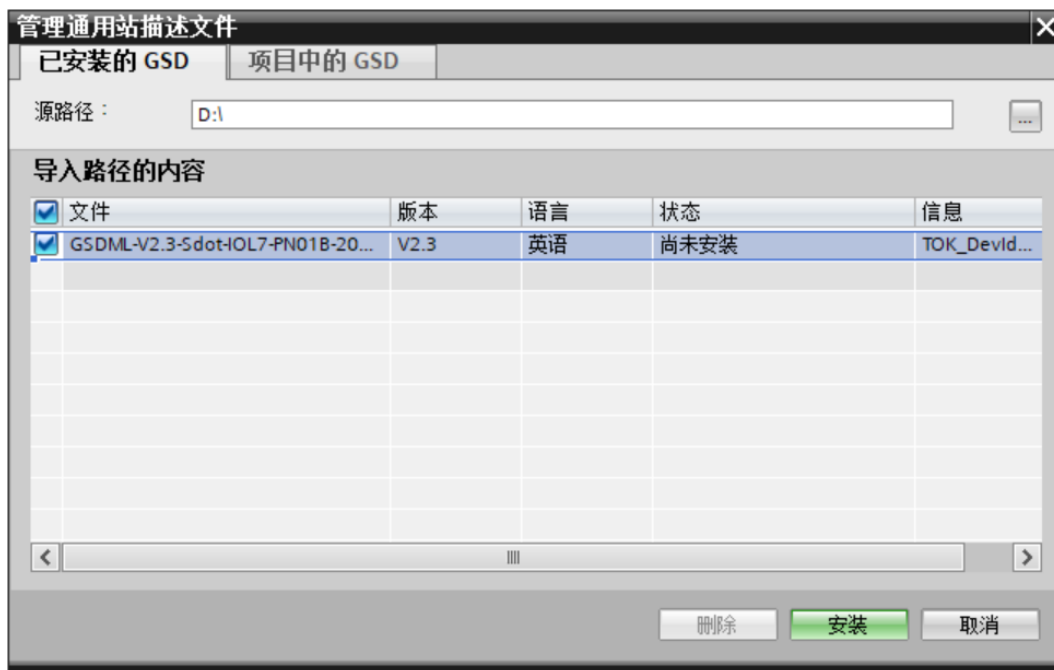 管理通用站描述文件
已安装的 GSD 项目中的 GSD
源路径： D:\ ...
导入路径的内容
文件 版本 语言 状态 信息
GSDML-V2.3-Sdot-IOL7-PN01B-20... V2.3 英语 尚未安装 TOK_DevId...
删除 安装 取消